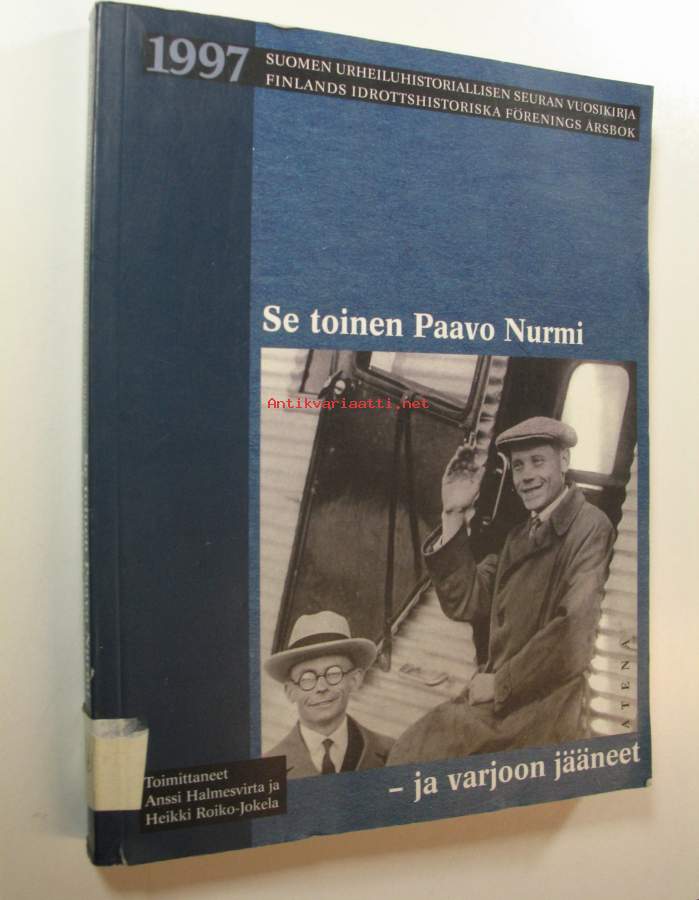 1997
SUOMEN URHEILUHISTORIALLISEN SEURAN VUOSIKIRJA
FINLANDS IDROTTSHISTORISKA FÖRENINGS ÅRSBOK
Se toinen Paavo Nurmi
Antikvariaatti.net
ATENA
– ja varjoon jääneet
Toimittaneet
Anssi Halmesvirta ja
Heikki Roiko-Jokela